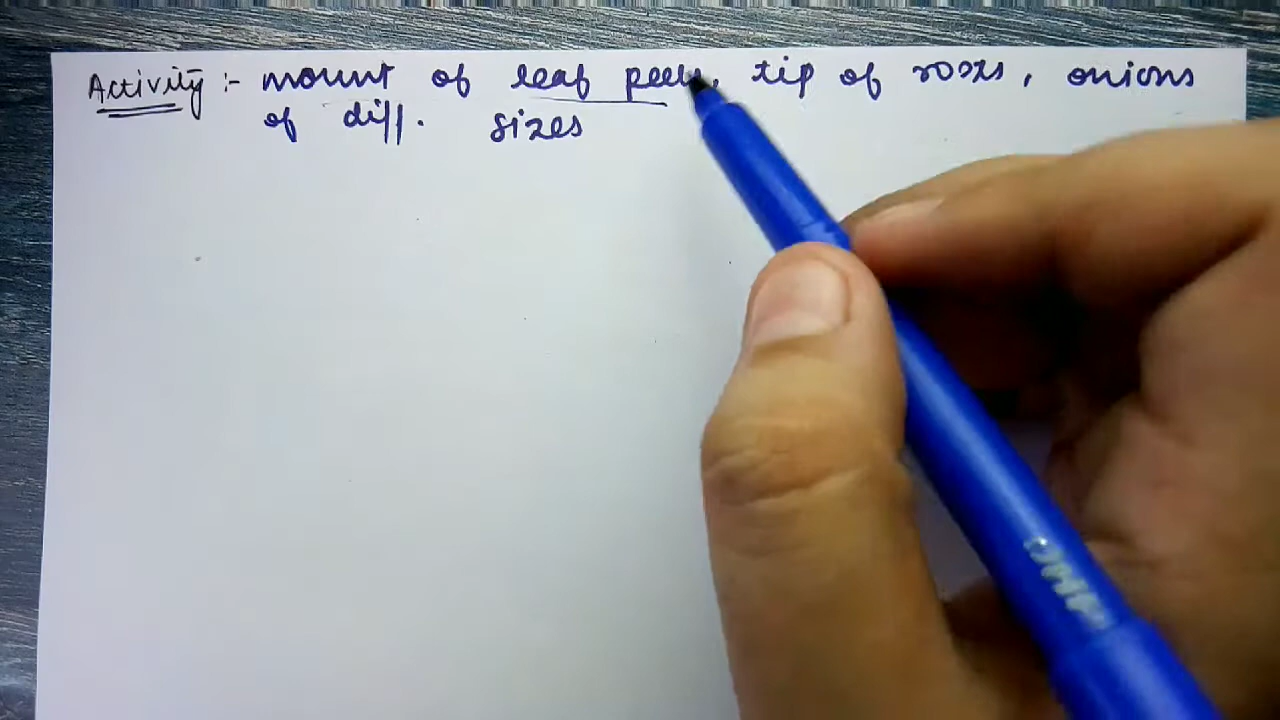 Activity :- mount of leaf peels, tip of roots, onions
of diff. sizes